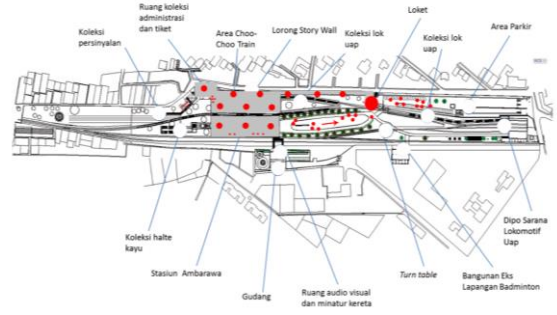 Ruang koleksi
administrasi
dan tiket
Koleksi
persinyalan
Area Choo-
Choo Train
Lorong Story Wall
Koleksi lok
uap
Loket
Koleksi lok
uap
Area Parkir
Koleksi halte
kayu
Stasiun Ambarawa
Gudang
Ruang audio visual
dan minatur kereta
Turn table
Bangunan Eks
Lapangan Badminton
Dipo Sarana
Lokomotif
Uap